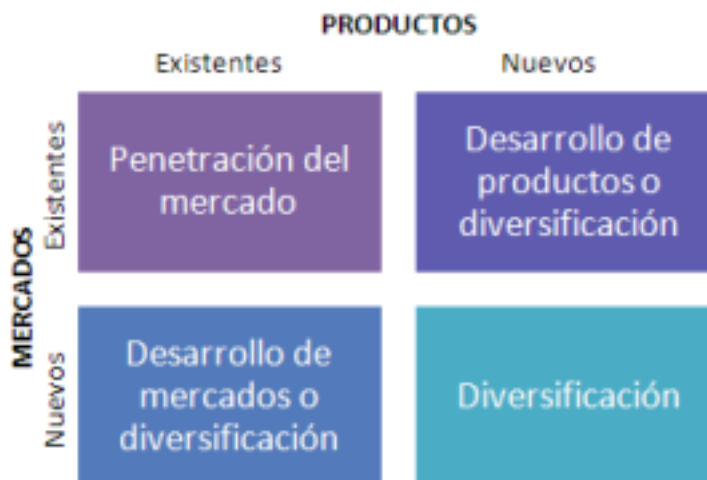 PRODUCTOS
Existentes
Nuevos
MERCADOS
Existentes
Penetración del
mercado
Desarrollo de
productos o
diversificación
Nuevos
Desarrollo de
mercados o
diversificación
Diversificación